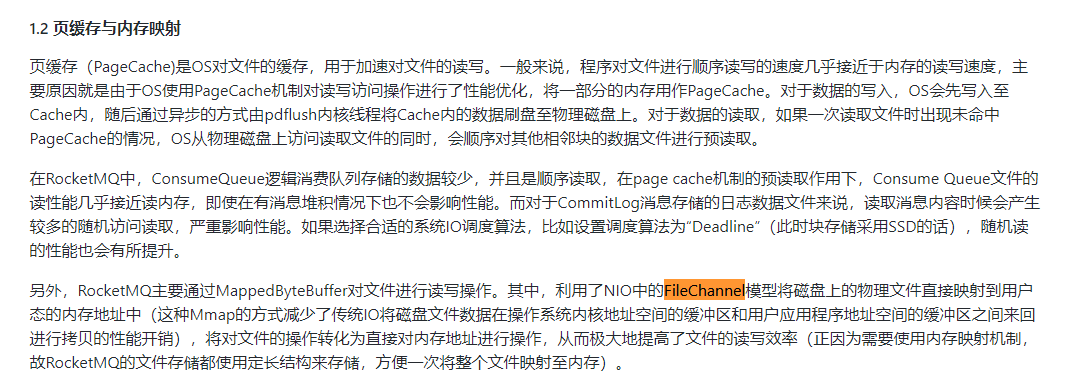 1.2 页缓存与内存映射
页缓存（PageCache)是OS对文件的缓存，用于加速对文件的读写。一般来说，程序对文件进行顺序读写的速度几乎接近于内存的读写速度，主
要原因就是由于OS使用PageCache机制对读写访问操作进行了性能优化，将一部分的内存用作PageCache。对于数据的写入，OS会先写入至
Cache内，随后通过异步的方式由pdflush内核线程将Cache内的数据刷盘至物理磁盘上。对于数据的读取，如果一次读取文件时出现未命中
PageCache的情况，OS从物理磁盘上访问读取文件的同时，会顺序对其他相邻块的数据文件进行预读取。
在RocketMQ中，ConsumeQueue逻辑消费队列存储的数据较少，并且是顺序读取，在page cache机制的预读取作用下，Consume Queue文件的
读性能几乎接近读内存，即使在有消息堆积情况下也不会影响性能。而对于CommitLog消息存储的日志数据文件来说，读取消息内容时候会产生
较多的随机访问读取，严重影响性能。如果选择合适的系统IO调度算法，比如设置调度算法为“Deadline”（此时块存储采用SSD的话），随机读
的性能也会有所提升。
另外，RocketMQ主要通过MappedByteBuffer对文件进行读写操作。其中，利用了NIO中的FileChannel模型将磁盘上的物理文件直接映射到用户
态的内存地址中（这种Mmap的方式减少了传统IO将磁盘文件数据在操作系统内核地址空间的缓冲区和用户应用程序地址空间的缓冲区之间来回
进行拷贝的性能开销），将对文件的操作转化为直接对内存地址进行操作，从而极大地提高了文件的读写效率（正因为需要使用内存映射机制，
故RocketMQ的文件存储都使用定长结构来存储，方便一次将整个文件映射至内存）。